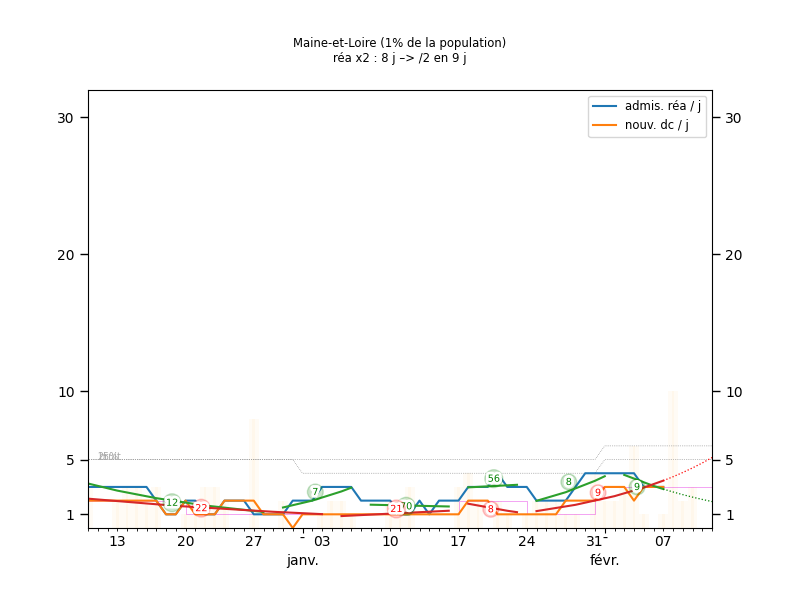 Maine-et-Loire (1% de la population)
réa x2 : 8 j –> /2 en 9 j
admis. réa / j
nouv. dc / j
30 30
20 20
10 10
5 5
1 1
12 22 7 21 70 56 8 8 9 9
13 20 27 - 03 10 17 24 31 - 07
janv. févr.